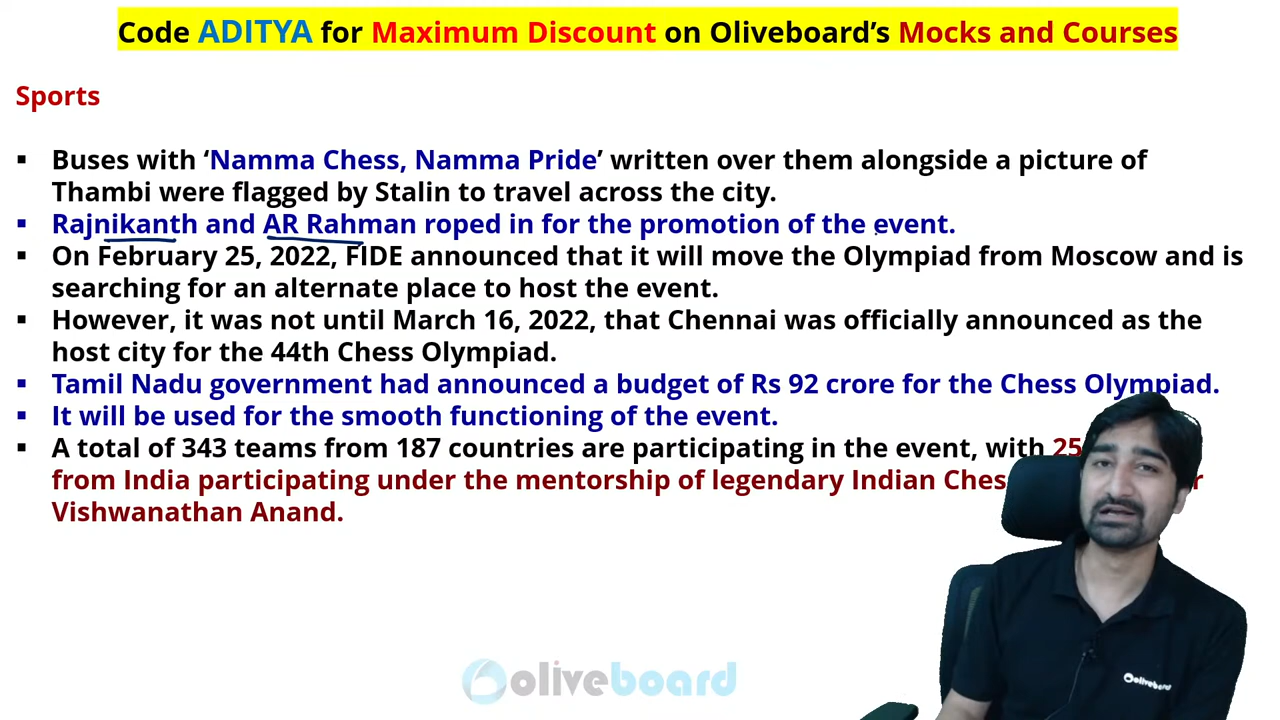 Code ADITYA for Maximum Discount on Oliveboard's Mocks and Courses
Sports
▪ Buses with ‘Namma Chess, Namma Pride’ written over them alongside a picture of
Thambi were flagged by Stalin to travel across the city.
▪ Rajnikanth and AR Rahman roped in for the promotion of the event.
▪ On February 25, 2022, FIDE announced that it will move the Olympiad from Moscow and is
searching for an alternate place to host the event.
▪ However, it was not until March 16, 2022, that Chennai was officially announced as the
host city for the 44th Chess Olympiad.
▪ Tamil Nadu government had announced a budget of Rs 92 crore for the Chess Olympiad.
▪ It will be used for the smooth functioning of the event.
▪ A total of 343 teams from 187 countries are participating in the event, with 25
from India participating under the mentorship of legendary Indian
Vishwanathan Anand.
oliveboard
oliveboard